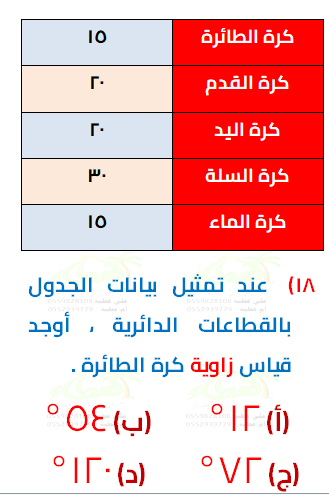 كرة الطائرة ١٥
كرة القدم ٢٠
كرة اليد ٢٠
كرة السلة ٣٠
كرة الماء ١٥
١٨) عند تمثيل بيانات الجدول
بالقطاعات الدائرية ، أوجد
قياس زاوية كرة الطائرة .
(أ) ١٢° (ب) ٥٤°
(ج) ٧٢° (د) ١٢٠°